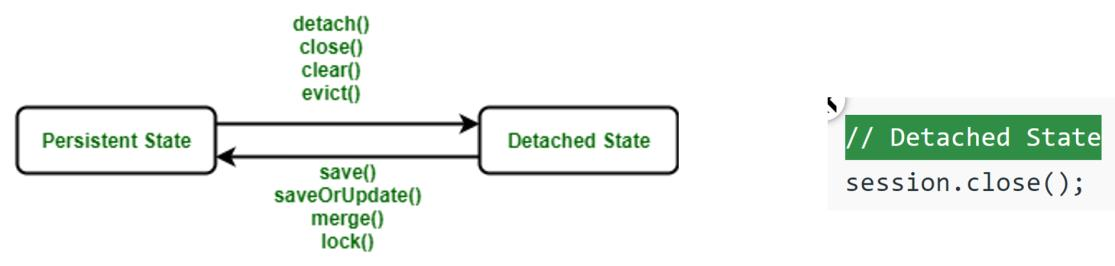 detach()
close()
clear()
evict()
Persistent State
Detached State
save()
saveOrUpdate()
merge()
lock()
// Detached State
session.close();